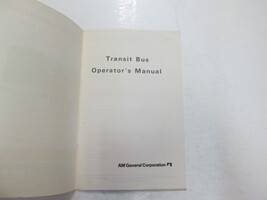 Transit Bus
Operator's Manual
AM General Corporation